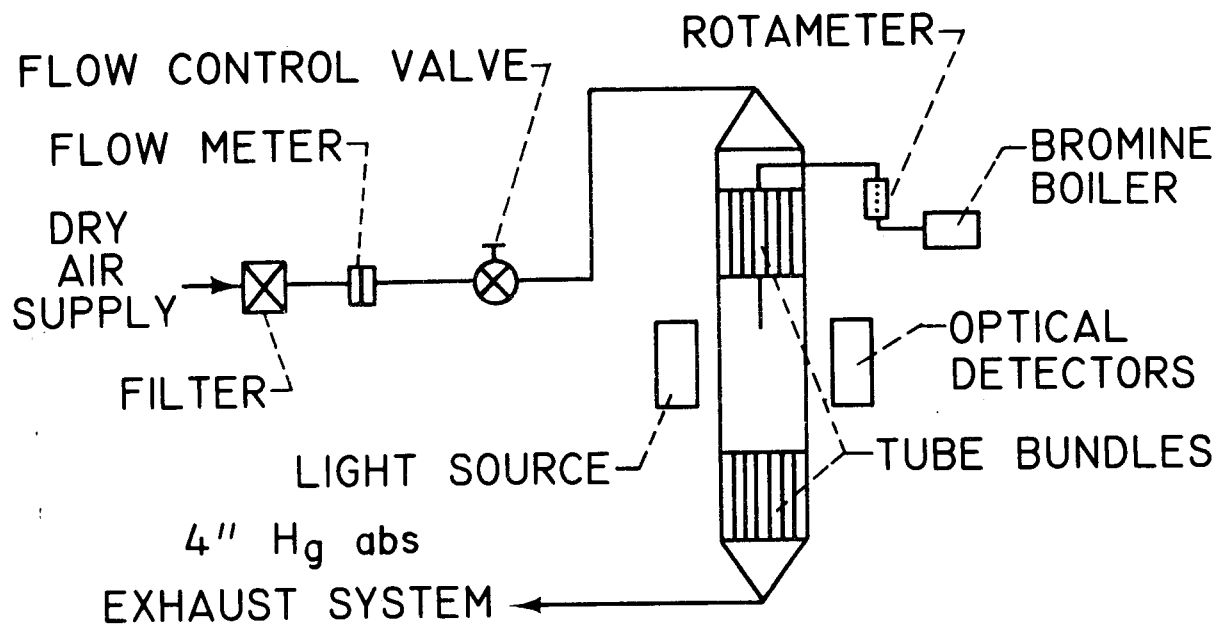 ROTAMETER
FLOW CONTROL VALVE
FLOW METER
BROMINE
BOILER
DRY
AIR
SUPPLY
OPTICAL
DETECTORS
FILTER
LIGHT SOURCE
TUBE BUNDLES
4" Hg abs
EXHAUST SYSTEM